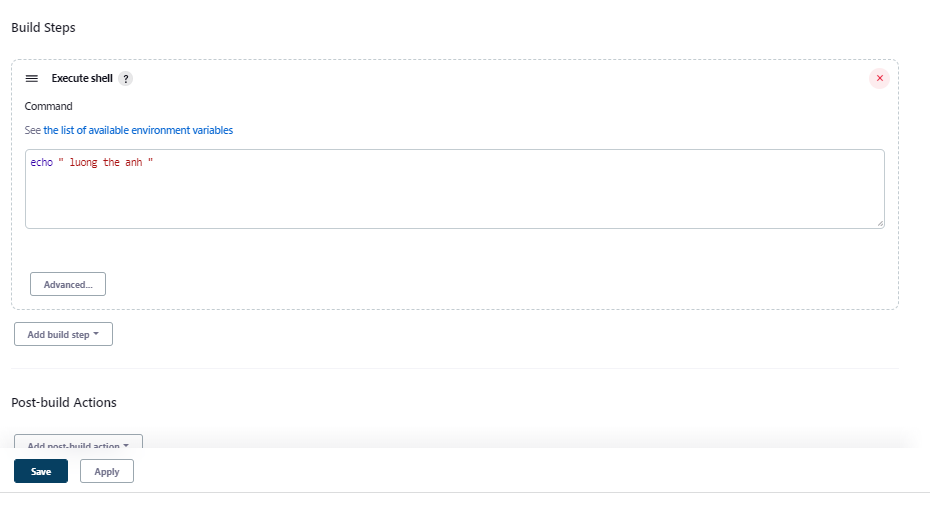 Build Steps
Execute shell ?
Command
See the list of available environment variables
echo " luong the anh "
Advanced...
Add build step
Post-build Actions
Add post-build action
Save Apply